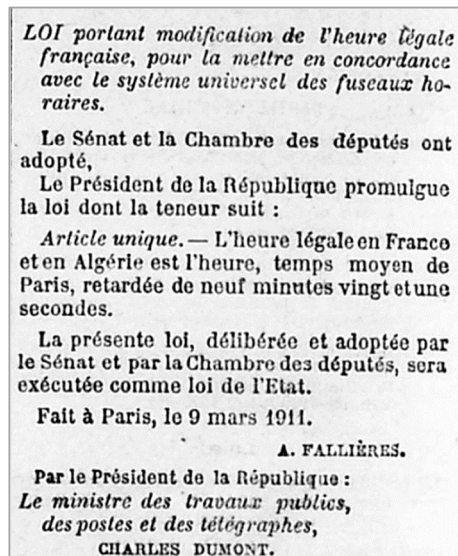 LOI portant modification de l'heure légale
française, pour la mettre en concordance
avec le système universel des fuseaux ho-
raires.
Le Sénat et la Chambre des députés ont
adopté,
Le Président de la République promulgue
la loi dont la teneur suit :
Article unique. — L'heure légale en France
et en Algérie est l'heure, temps moyen de
Paris, retardée de neuf minutes vingt et une
secondes.
La présente loi, délibérée et adoptée par
le Sénat et par la Chambre des députés, sera
exécutée comme loi de l'Etat.
Fait à Paris, le 9 mars 1911.
A. FALLIÈRES.
Par le Président de la République :
Le ministre des travaux publics,
des postes et des télégraphes,
CHARLES DUMONT.